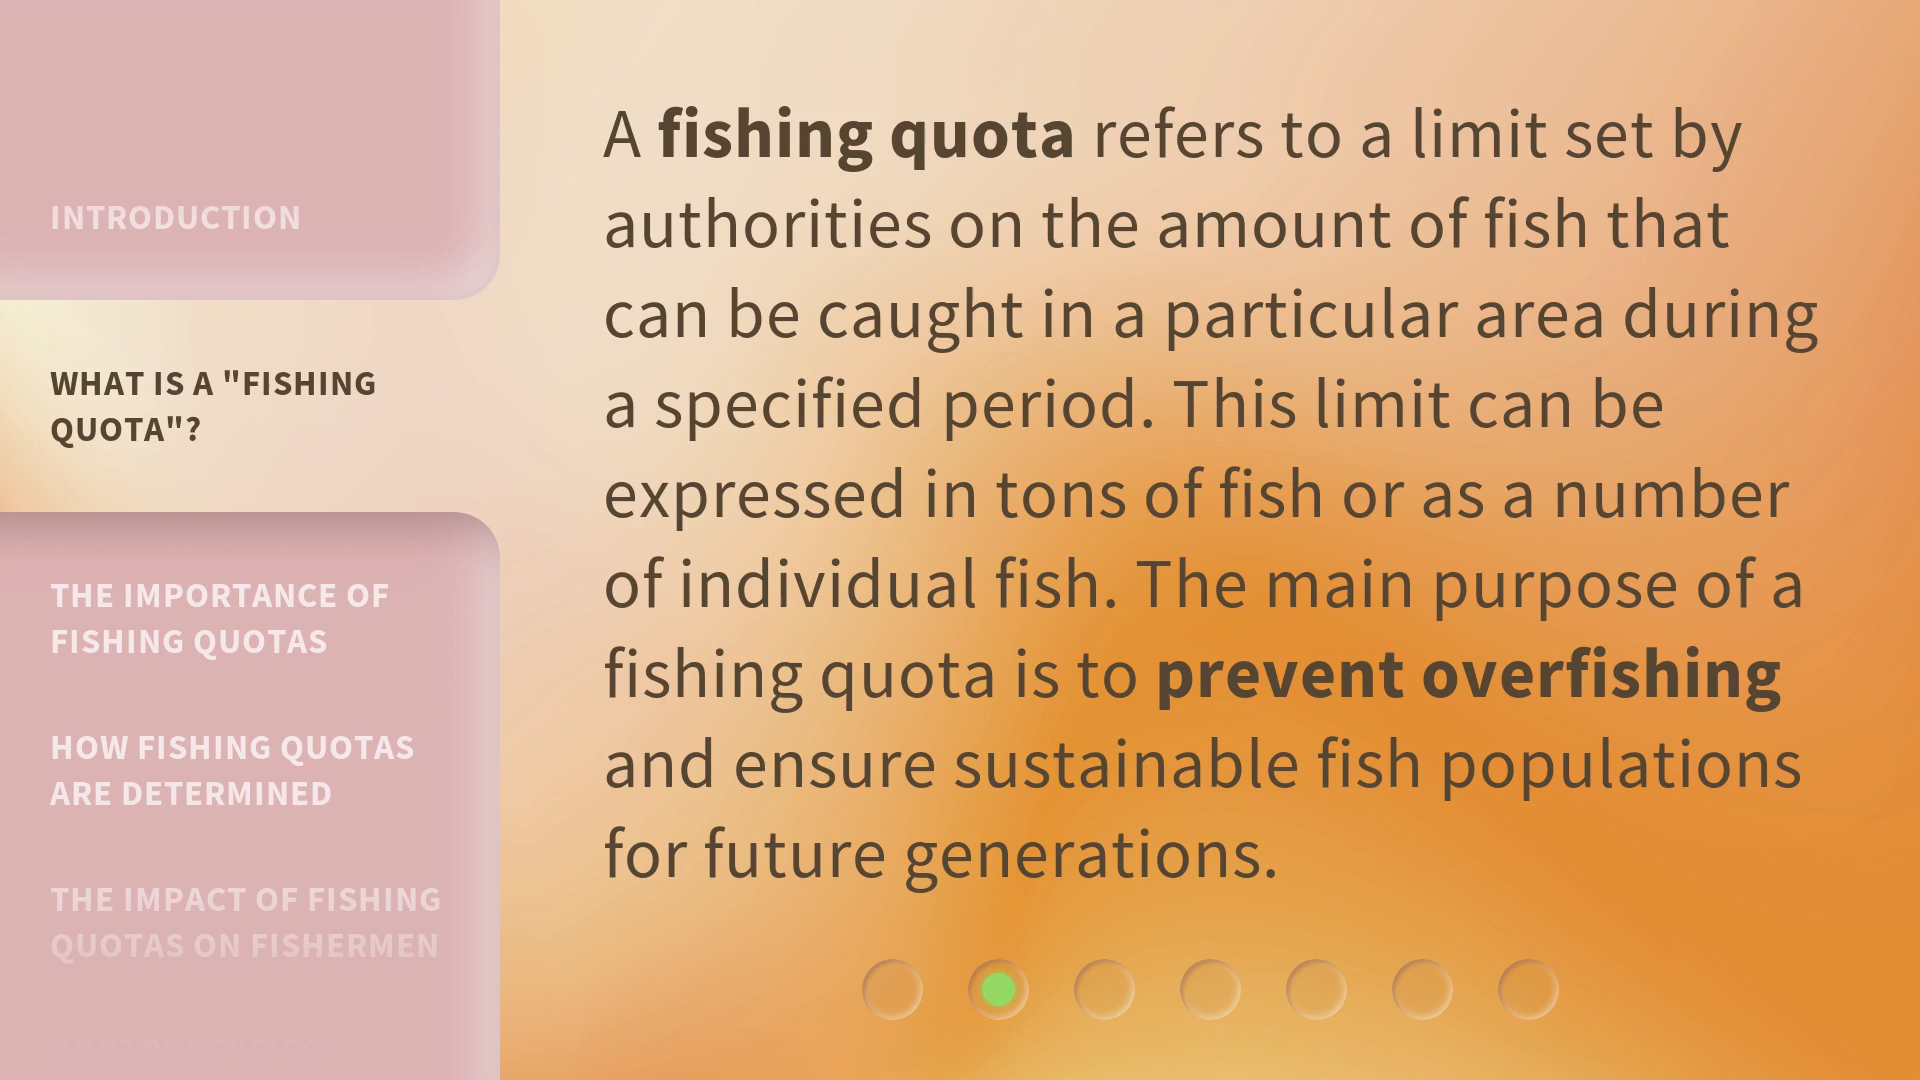 INTRODUCTION
WHAT IS A "FISHING
QUOTA"?
THE IMPORTANCE OF
FISHING QUOTAS
HOW FISHING QUOTAS
ARE DETERMINED
THE IMPACT OF FISHING
QUOTAS ON FISHERMEN
CONTROVERSIES
A fishing quota refers to a limit set by
authorities on the amount of fish that
can be caught in a particular area during
a specified period. This limit can be
expressed in tons of fish or as a number
of individual fish. The main purpose of a
fishing quota is to prevent overfishing
and ensure sustainable fish populations
for future generations.